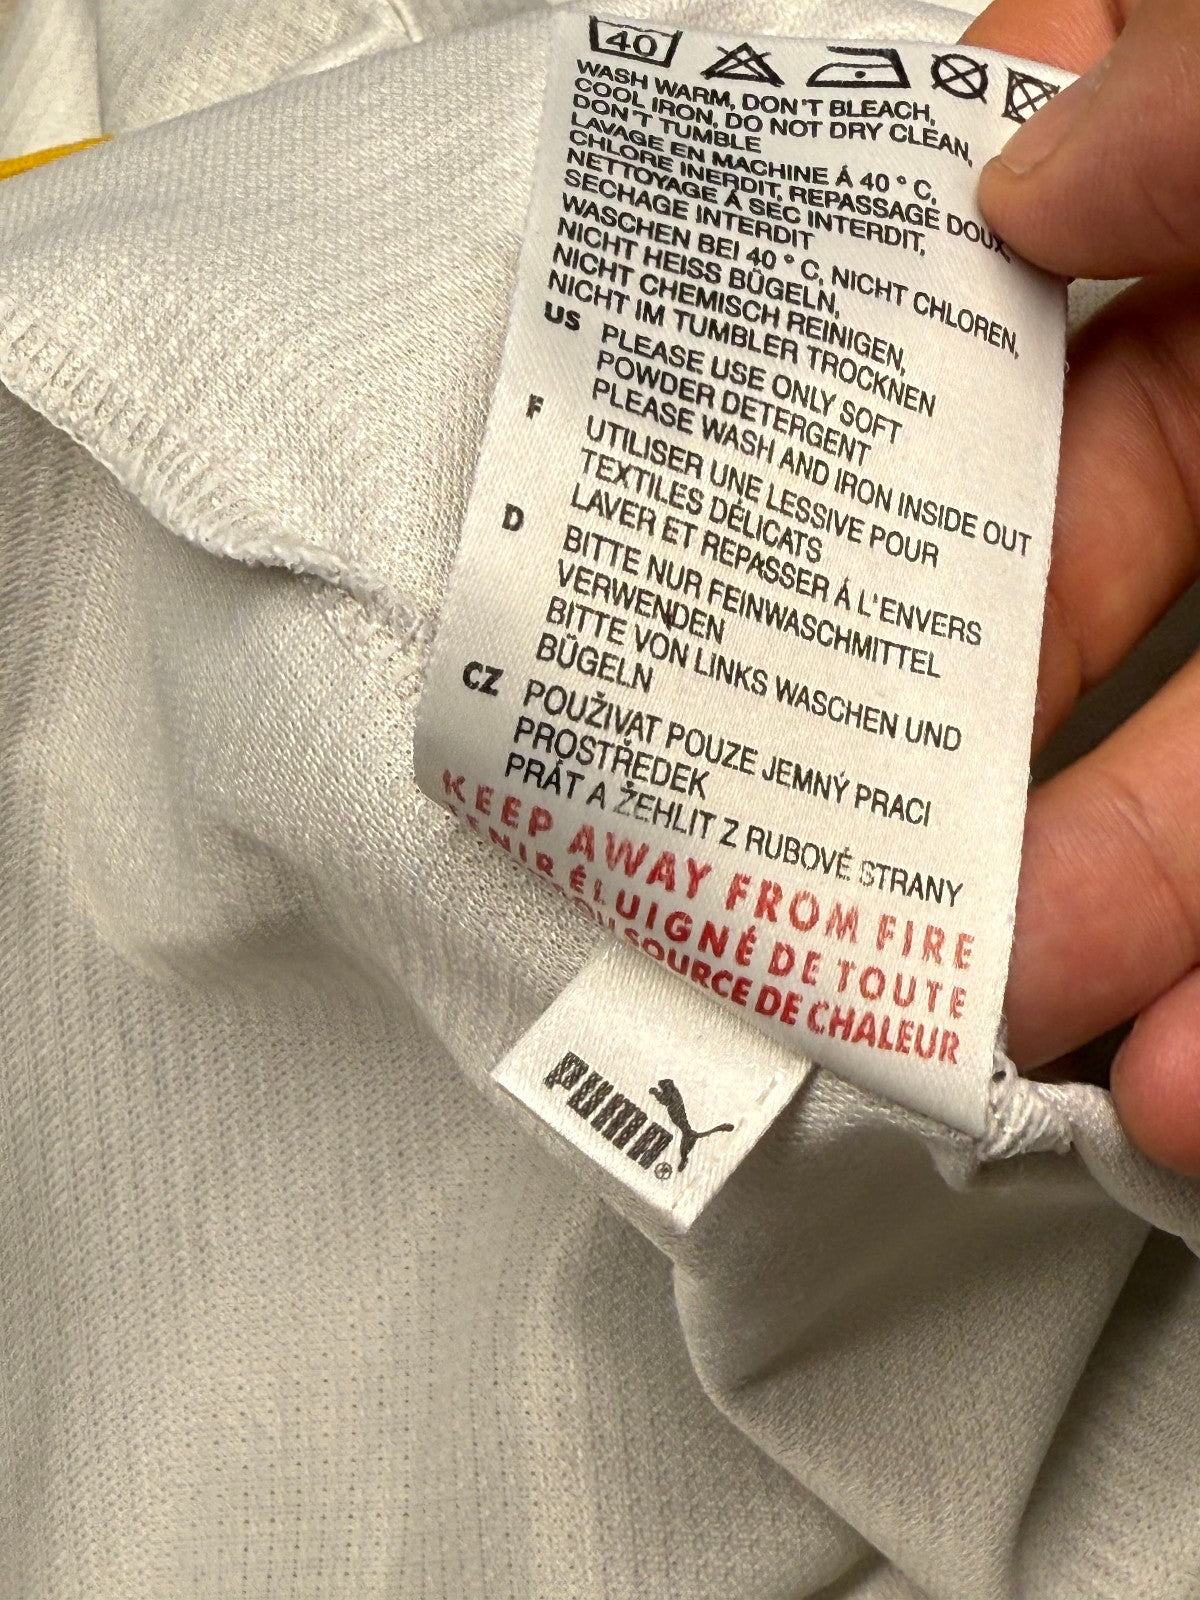 40
WASH WARM, DON'T BLEACH,
COOL IRON, DO NOT DRY CLEAN,
DON'T TUMBLE
LAVAGE EN MACHINE Á 40 ° C,
CHLORE INERDIT, REPASSAGE DOUX,
NETTOYAGE À SEC INTERDIT,
SECHAGE INTERDIT
WASCHEN BEI 40 ° C, NICHT CHLOREN,
NICHT HEISS BÜGELN,
NICHT CHEMISCH REINIGEN,
NICHT IM TUMBLER TROCKNEN
US PLEASE USE ONLY SOFT
POWDER DETERGENT
PLEASE WASH AND IRON INSIDE OUT
F UTILISER UNE LESSIVE POUR
TEXTILES DÉLICATS
LAVER ET REPASSER À L'ENVERS
D BITTE NUR FEINWASCHMITTEL
VERWENDEN
BITTE VON LINKS WASCHEN UND
BÜGELN
CZ POUŽIVAT POUZE JEMNÝ PRACI
PROSTŘEDEK
PRÁT A ŽEHLIT Z RUBOVÉ STRANY
KEEP AWAY FROM FIRE
TENIR ÉLUIGNÉ DE TOUTE
SOURCE DE CHALEUR
PUMA®